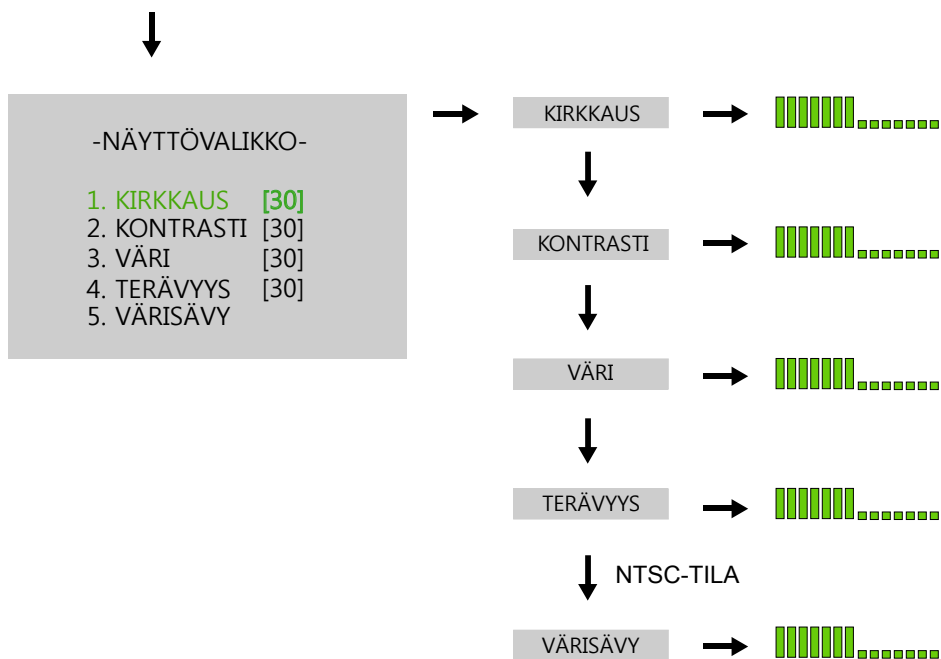 -NÄYTTÖVALIKKO-
1. KIRKKAUS [30]
2. KONTRASTI [30]
3. VÄRI [30]
4. TERÄVYYS [30]
5. VÄRISÄVY
KIRKKAUS
KONTRASTI
VÄRI
TERÄVYYS
NTSC-TILA
VÄRISÄVY